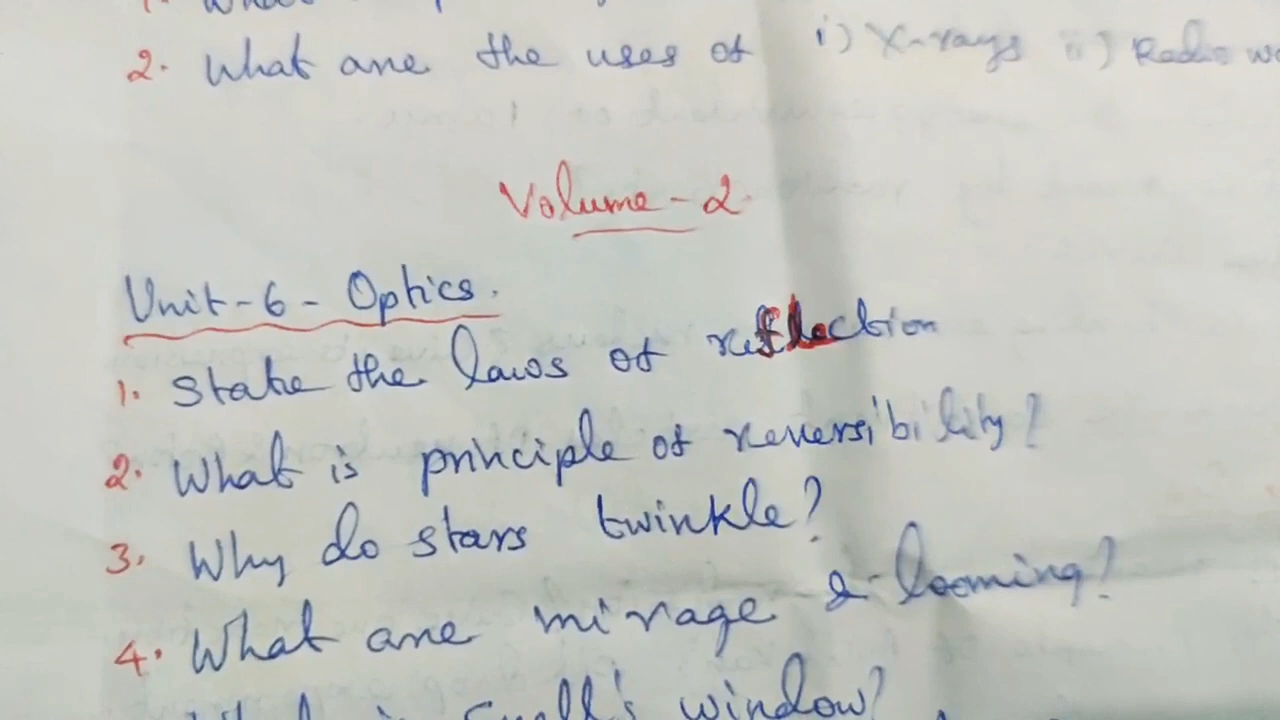 2. What are the uses of i) X-rays ii) Radio
Volume - 2.
Unit-6 - Optics.
1. State the laws of reflection
2. What is principle of reversibility?
3. Why do stars twinkle?
4. What are mirage & looming?
Snell's window?